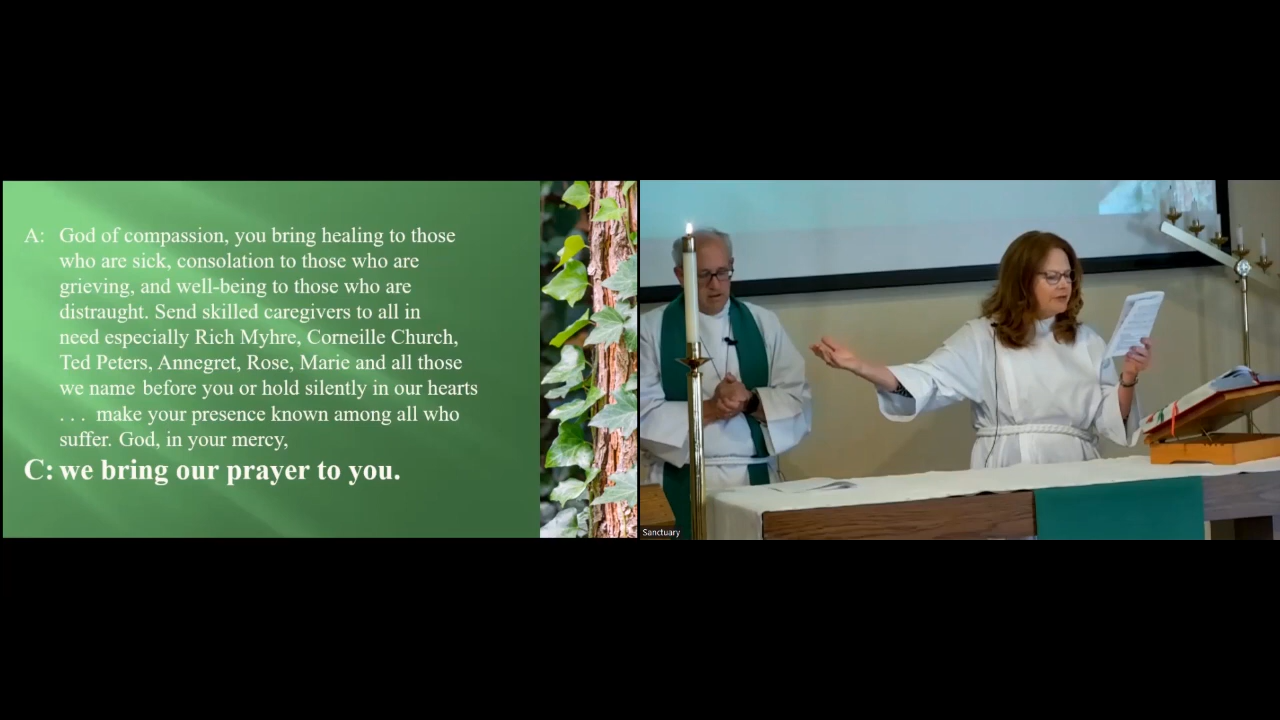 A: God of compassion, you bring healing to those
who are sick, consolation to those who are
grieving, and well-being to those who are
distraught. Send skilled caregivers to all in
need especially Rich Myhre, Corneille Church,
Ted Peters, Annegret, Rose, Marie and all those
we name before you or hold silently in our hearts
. . . make your presence known among all who
suffer. God, in your mercy,
C: we bring our prayer to you.
Sanctuary